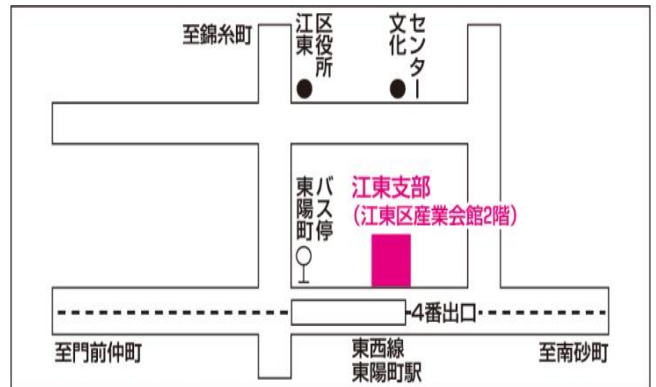 至錦糸町
江東
区役所
文化
センター
東陽町
バス停
江東支部
（江東区産業会館2階）
4番出口
至門前仲町
東西線
東陽町駅
至南砂町